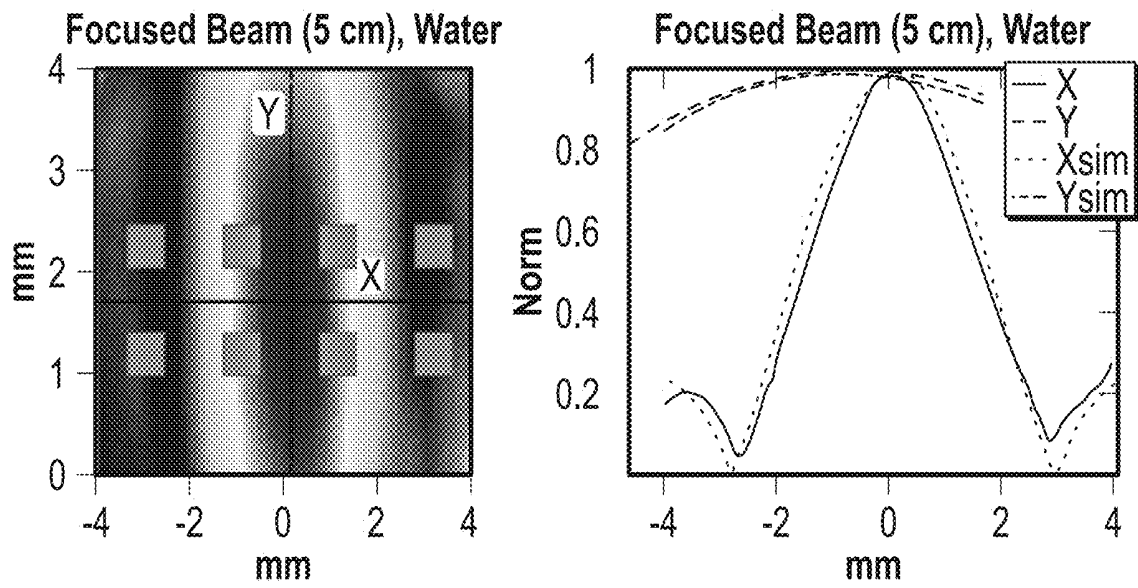 Focused Beam (5 cm), Water
4
3
2
1
0
mm
Y
X
-4 -2 0 2 4
mm
Focused Beam (5 cm), Water
1
0.8
0.6
0.4
0.2
Norm
X
Y
Xsim
Ysim
-4 -2 0 2 4
mm